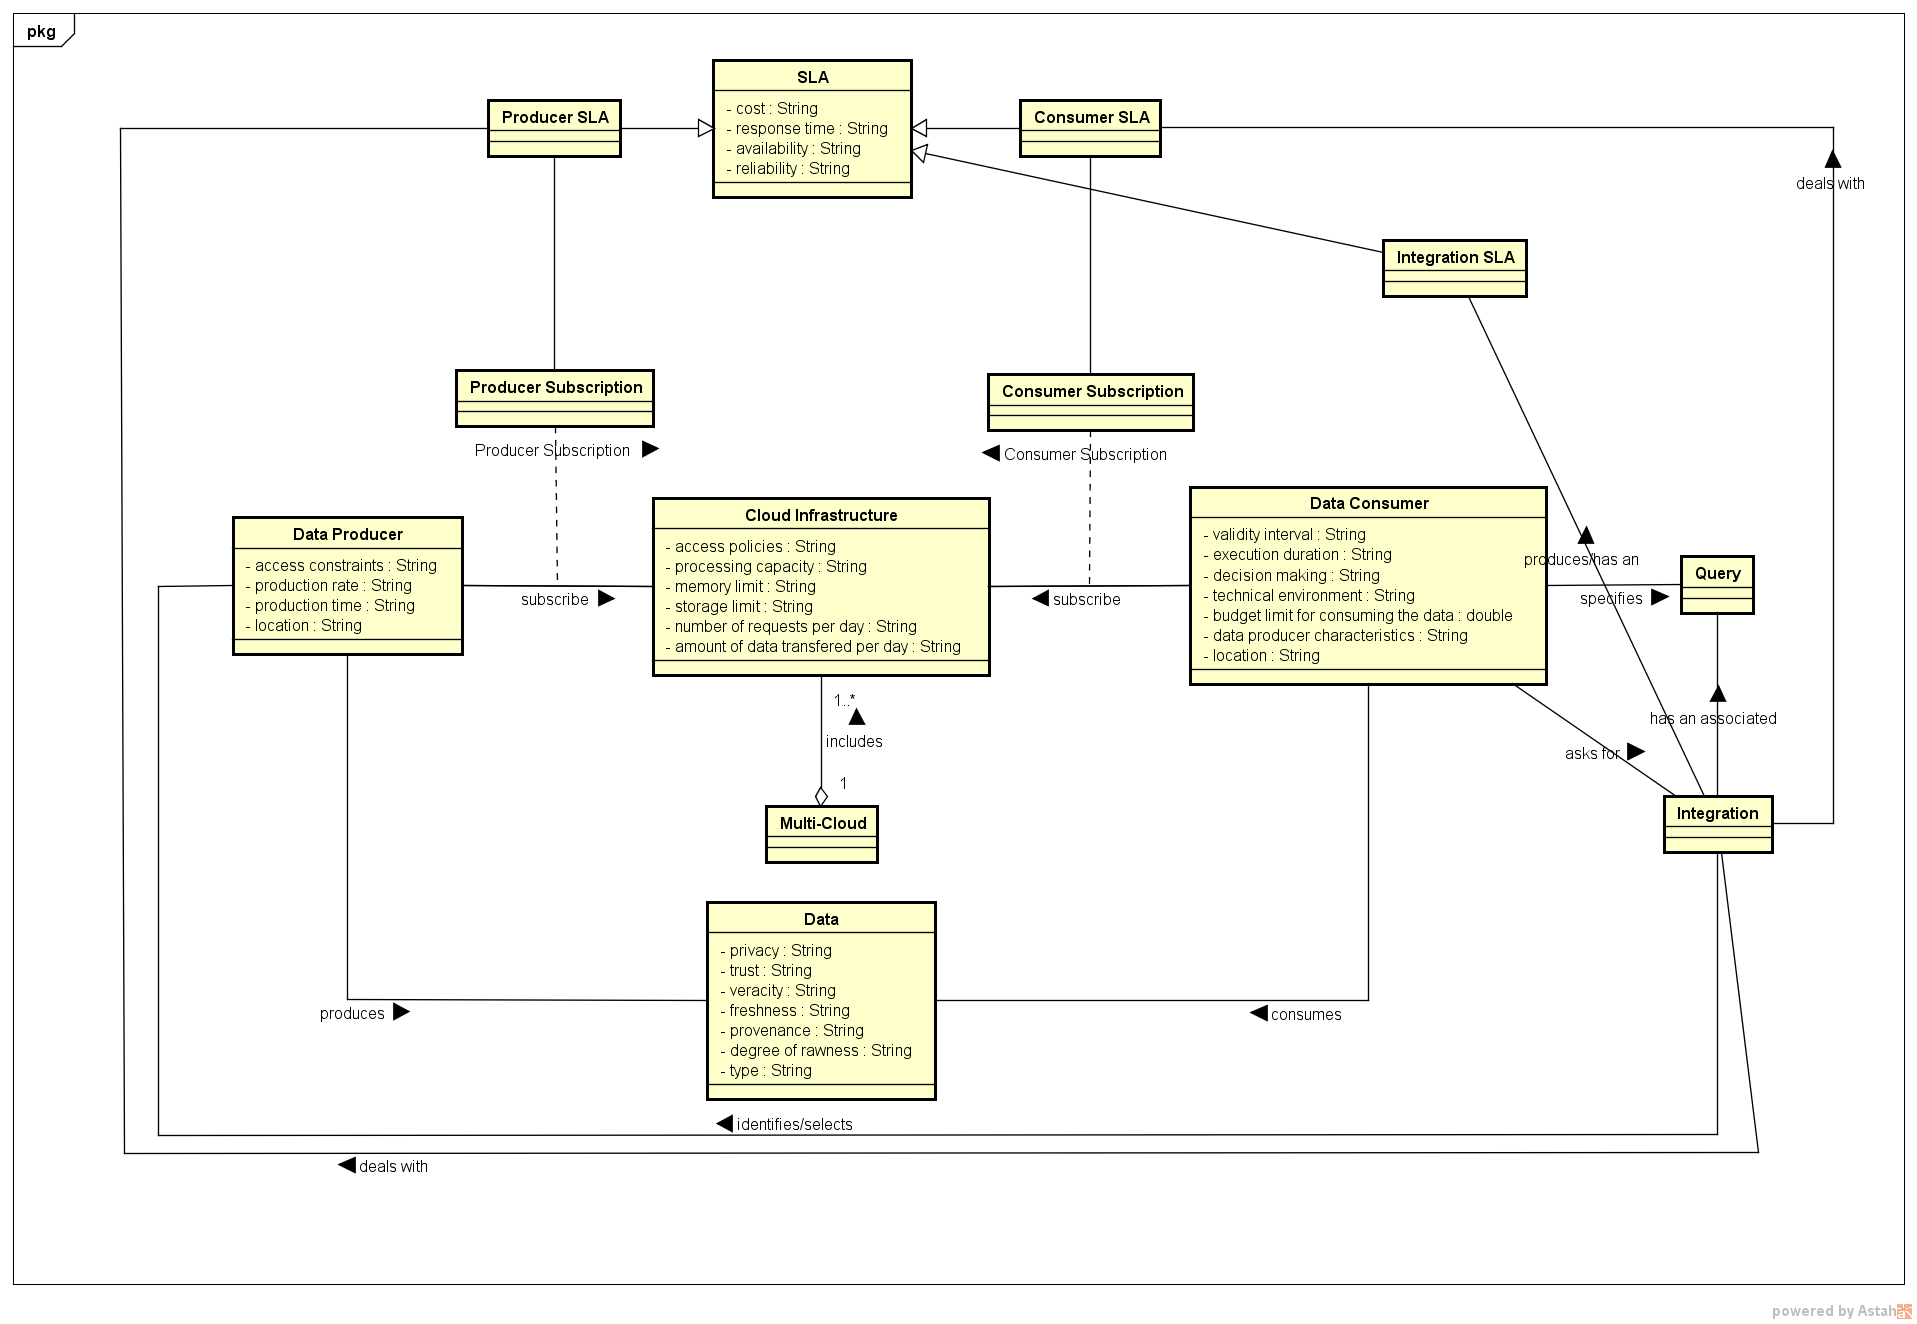 pkg
SLA
- cost : String
- response time : String
- availability : String
- reliability : String
Producer SLA
Consumer SLA
deals with
Integration SLA
Producer Subscription
Consumer Subscription
Producer Subscription
Consumer Subscription
Data Producer
- access constraints : String
- production rate : String
- production time : String
- location : String
subscribe
Cloud Infrastructure
- access policies : String
- processing capacity : String
- memory limit : String
- storage limit : String
- number of requests per day : String
- amount of data transfered per day : String
subscribe
Data Consumer
- validity interval : String
- execution duration : String
- decision making : String
- technical environment : String
- budget limit for consuming the data : double
- data producer characteristics : String
- location : String
produces/has an
specifies
Query
has an associated
asks for
Integration
1..*
includes
1
Multi-Cloud
Data
- privacy : String
- trust : String
- veracity : String
- freshness : String
- provenance : String
- degree of rawness : String
- type : String
produces
consumes
identifies/selects
deals with
powered by Astah